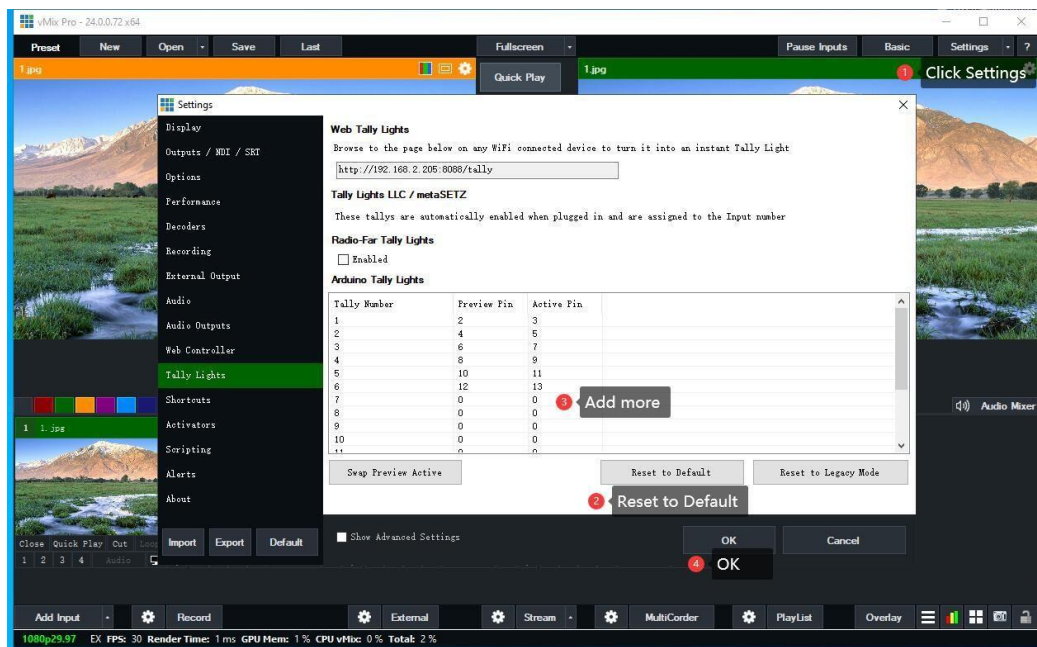 vMix Pro - 24.0.0.72 x64
Preset New Open Save Last Fullscreen Pause Inputs Basic Settings ?
1.jpg
Quick Play
1.jpg
1 Click Settings
Settings
Display
Outputs / NDI / SRT
Options
Performance
Decoders
Recording
External Output
Audio
Audio Outputs
Web Controller
Tally Lights
Shortcuts
Activators
Scripting
Alerts
About
Import Export Default
Web Tally Lights
Browse to the page below on any WiFi connected device to turn it into an instant Tally Light
http://192.168.2.205:8088/tally
Tally Lights LLC / metaSETZ
These tallys are automatically enabled when plugged in and are assigned to the Input number
Radio-Far Tally Lights
Enabled
Arduino Tally Lights
Tally Number Preview Pin Active Pin
1 2 3
2 4 5
3 6 7
4 8 9
5 10 11
6 12 13
7 0 0
8 0 0
9 0 0
10 0 0
11 0 0
3 Add more
Swap Preview Active Reset to Default Reset to Legacy Mode
2 Reset to Default
Show Advanced Settings
OK Cancel
4 OK
Audio Mixer
1 1.jpg
Close Quick Play Cut
1 2 3 4 Audio
Add Input Record External Stream MultiCorder PlayList Overlay
1080p29.97 EX FPS: 30 Render Time: 1 ms GPU Mem: 1 % CPU vMix: 0 % Total: 2 %